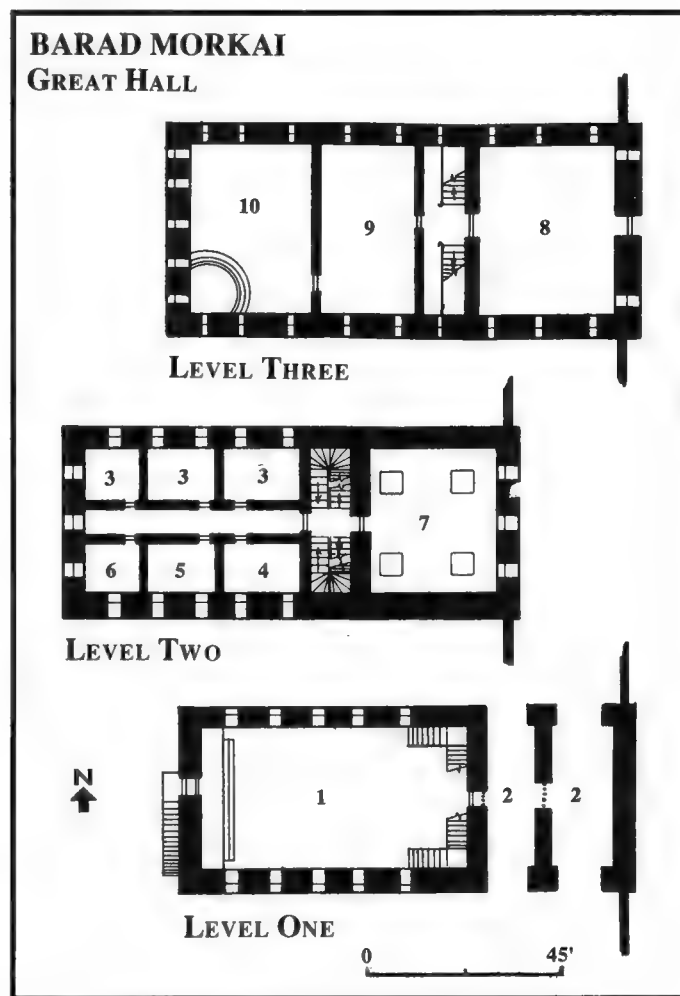 BARAD MORKAI
GREAT HALL
10
9
8
LEVEL THREE
3 3 3
7
6 5 4
LEVEL TWO
N
1 2 2
LEVEL ONE
0 45'